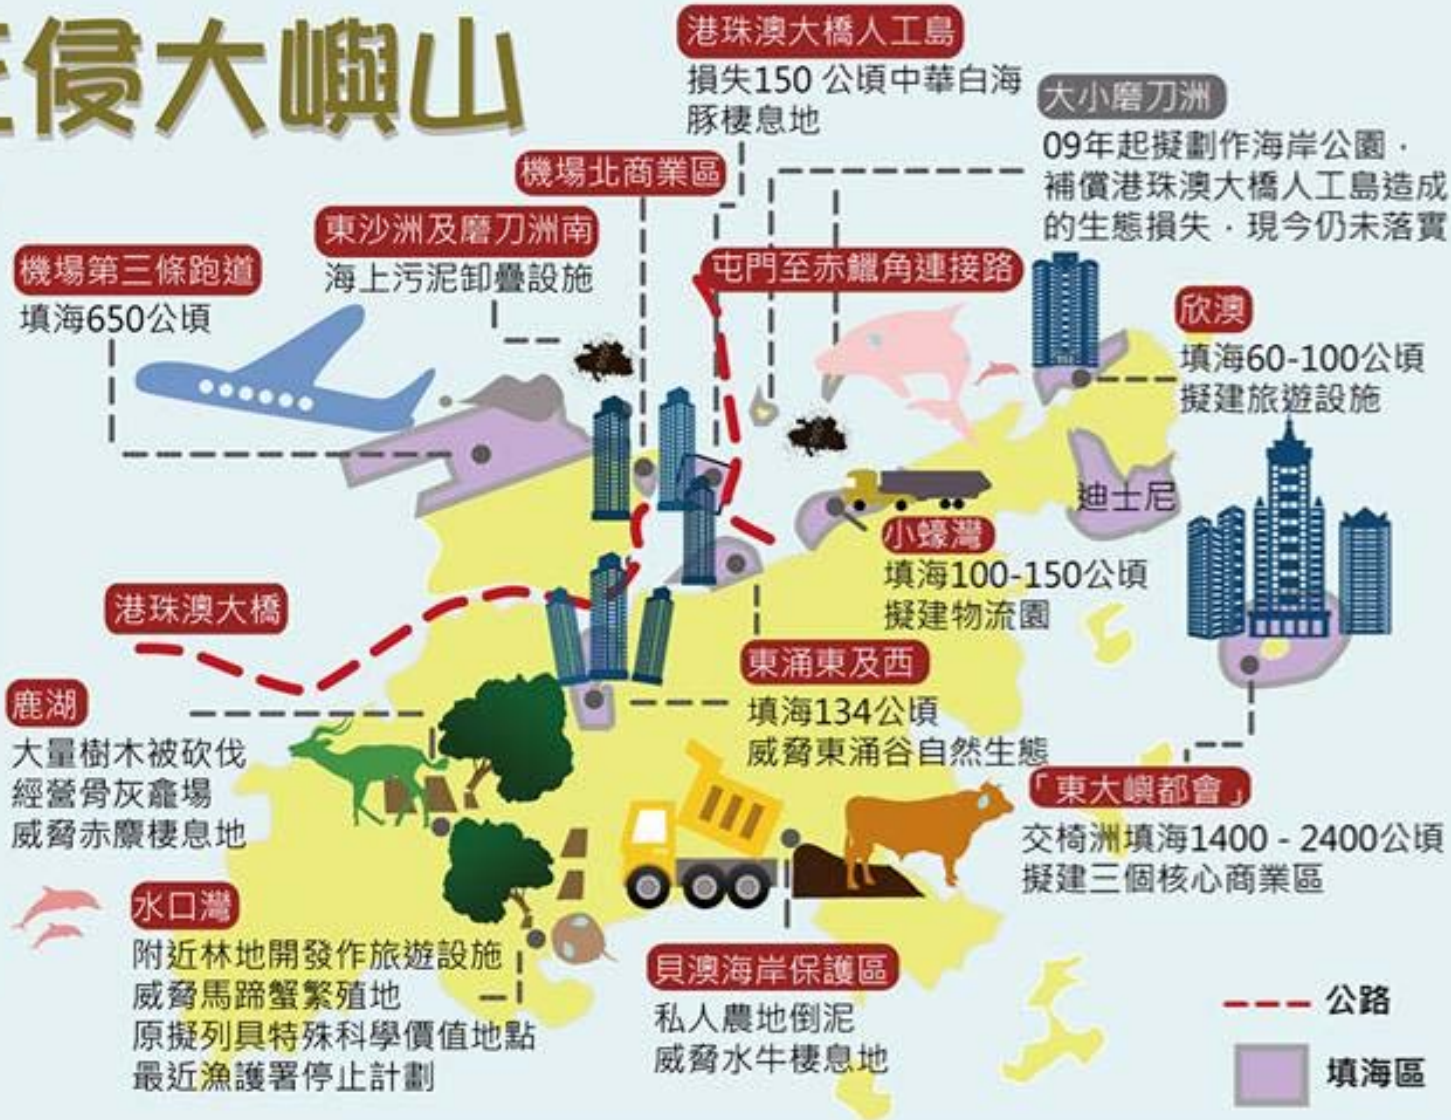 侵大嶼山
港珠澳大橋人工島
損失150 公頃中華白海
豚棲息地
大小磨刀洲
09年起擬劃作海岸公園，
補償港珠澳大橋人工島造成
的生態損失，現今仍未落實
機場北商業區
東沙洲及磨刀洲南
海上污泥卸疊設施
機場第三條跑道
填海650公頃
屯門至赤鱲角連接路
欣澳
填海60-100公頃
擬建旅遊設施
迪士尼
小蠔灣
填海100-150公頃
擬建物流園
港珠澳大橋
東涌東及西
填海134公頃
威脅東涌谷自然生態
鹿湖
大量樹木被砍伐
經營骨灰龕場
威脅赤麖棲息地
「東大嶼都會」
交椅洲填海1400 - 2400公頃
擬建三個核心商業區
水口灣
附近林地開發作旅遊設施
威脅馬蹄蟹繁殖地
原擬列具特殊科學價值地點
最近漁護署停止計劃
貝澳海岸保護區
私人農地倒泥
威脅水牛棲息地
公路
填海區